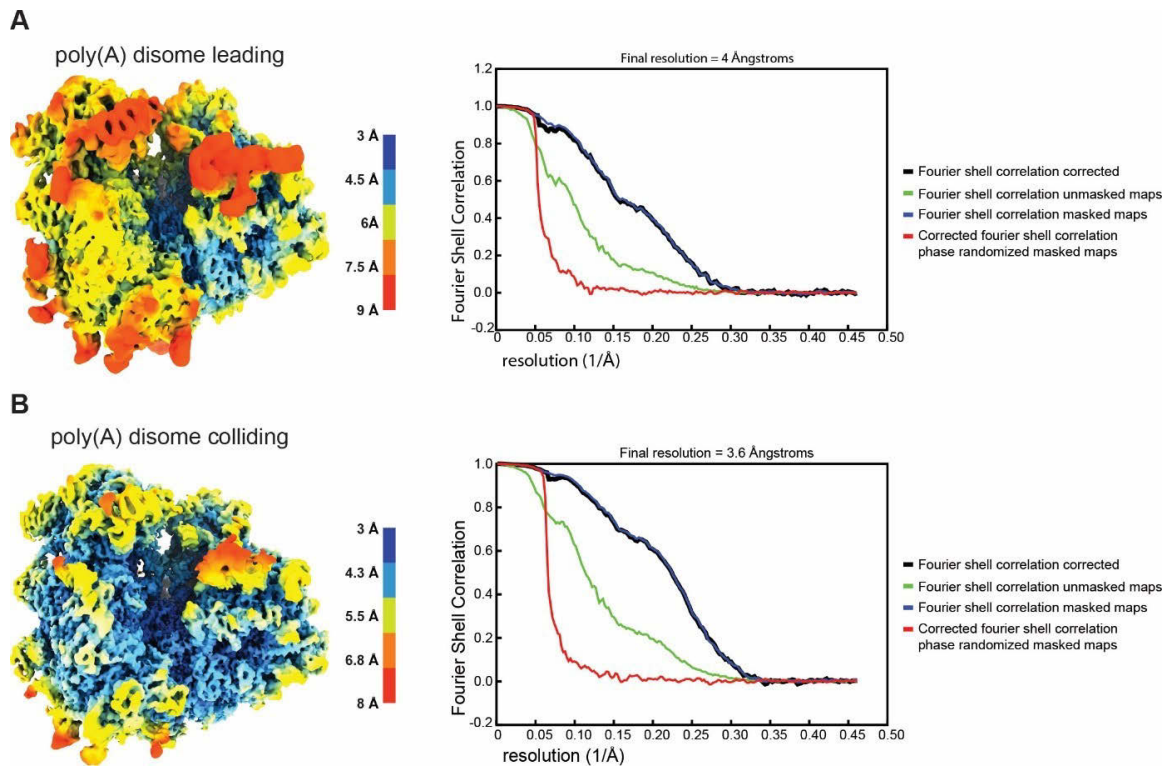 A
poly(A) disome leading
3 Å
4.5 Å
6Å
7.5 Å
9 Å
Final resolution = 4 Ångstroms
Fourier Shell Correlation
1.2
1.0
0.8
0.6
0.4
0.2
0.0
-0.2
0
0.05
0.10
0.15
0.20
0.25
0.30
0.35
0.40
0.45
0.50
resolution (1/Å)
Fourier shell correlation corrected
Fourier shell correlation unmasked maps
Fourier shell correlation masked maps
Corrected fourier shell correlation
phase randomized masked maps
B
poly(A) disome colliding
3 Å
4.3 Å
5.5 Å
6.8 Å
8 Å
Final resolution = 3.6 Ångstroms
Fourier Shell Correlation
1.0
0.8
0.6
0.4
0.2
0.0
-0.2
0
0.05
0.10
0.15
0.20
0.25
0.30
0.35
0.40
0.45
0.50
resolution (1/Å)
Fourier shell correlation corrected
Fourier shell correlation unmasked maps
Fourier shell correlation masked maps
Corrected fourier shell correlation
phase randomized masked maps